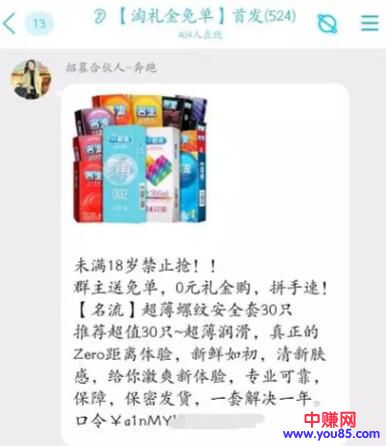 13
【淘礼金免单】首发(524)
464人在线
招募合伙人-奔跑
名流
薄
002
未满18岁禁止抢！！
群主送免单，0元礼金购，拼手速！
【名流】超薄螺纹安全套30只
推荐超值30只~超薄润滑，真正的
Zero距离体验，新鲜如初，清新肤
感，给你激爽新体验，专业可靠，
保障，保密发货，一套解决一年。
口令￥a1nMY
中赚网
www.you85.com